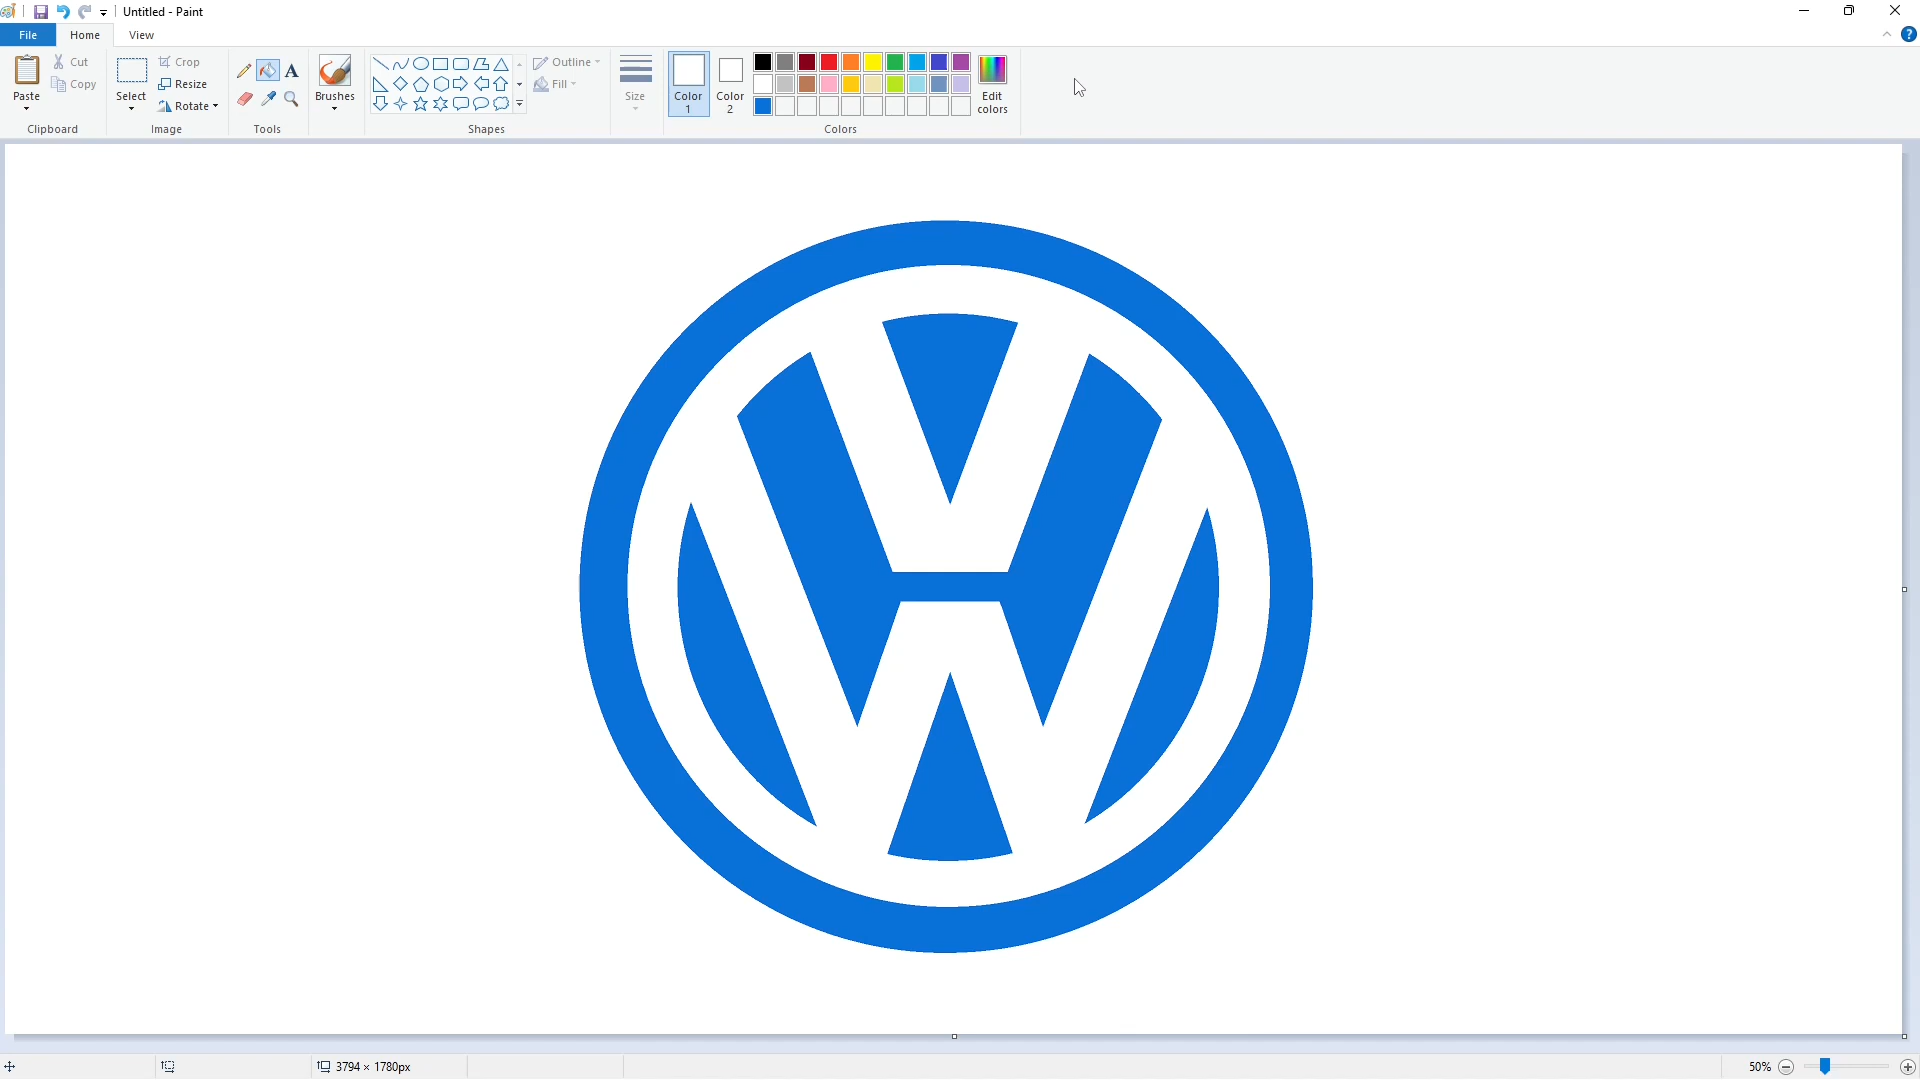 Untitled - Paint
File
Home
View
Paste
Cut
Copy
Clipboard
Select
Crop
Resize
Rotate
Image
A
Tools
Brushes
Shapes
Outline
Fill
Size
Color
1
Color
2
Edit
colors
Colors
?
VW
3794 × 1780px
50%